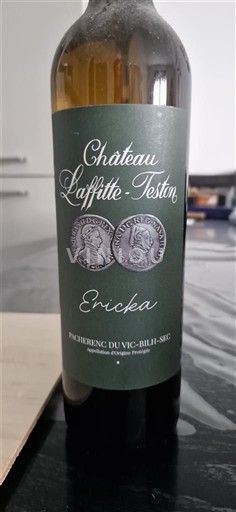 Château
Laffitte-Teston
Ericka
PACHERENC DU VIC-BILH-SEC
Appellation d'Origine Protégée